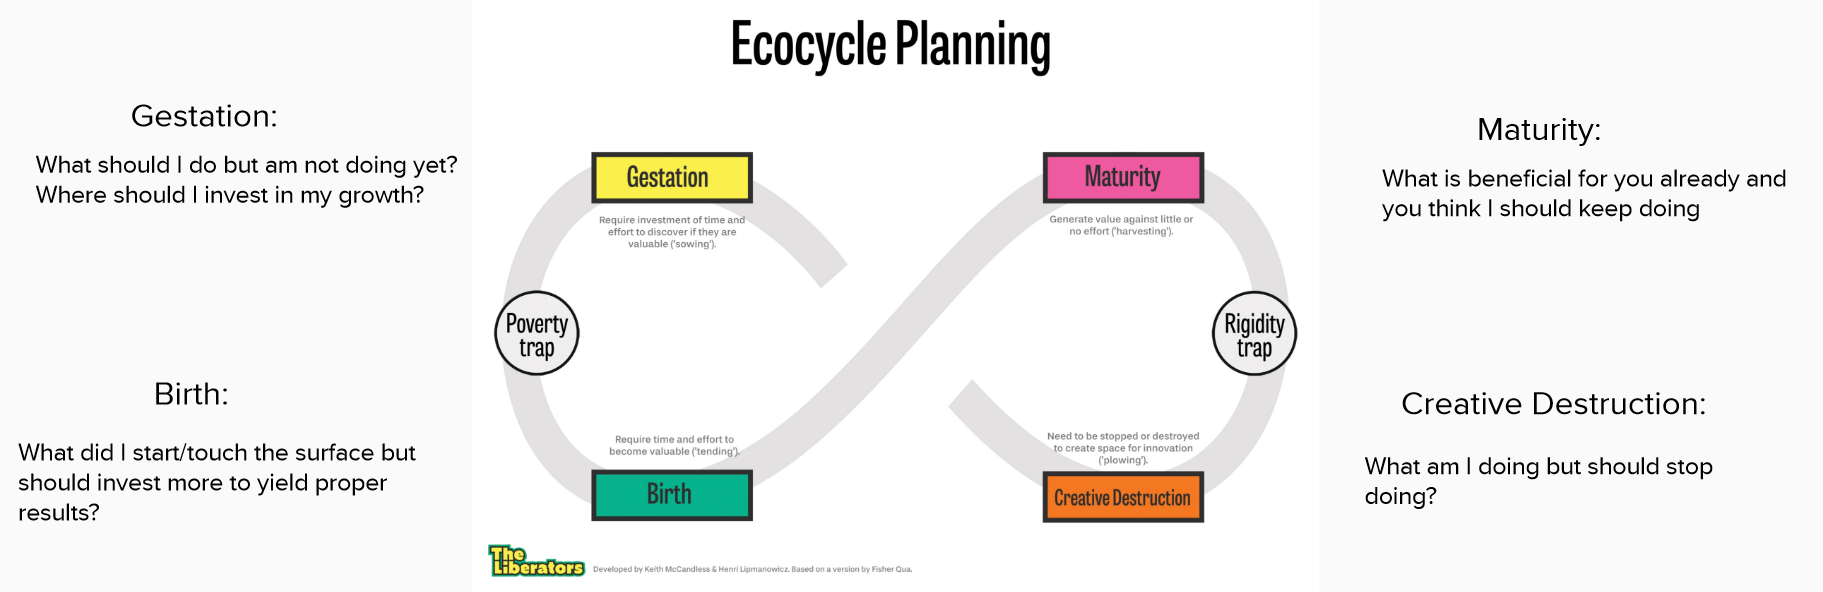 Ecocycle Planning
Gestation:
What should I do but am not doing yet?
Where should I invest in my growth?
Birth:
What did I start/touch the surface but
should invest more to yield proper
results?
Gestation
Require investment of time and
effort to discover if they are
valuable ('sowing').
Poverty
trap
Require time and effort to
become valuable ('tending').
Birth
Maturity
Generate value against little or
no effort ('harvesting').
Rigidity
trap
Need to be stopped or destroyed
to create space for innovation
('plowing').
Creative Destruction
The
Liberators
Developed by Keith McCandless & Henri Lipmanowicz. Based on a version by Fisher Qua.
Maturity:
What is beneficial for you already and
you think I should keep doing
Creative Destruction:
What am I doing but should stop
doing?